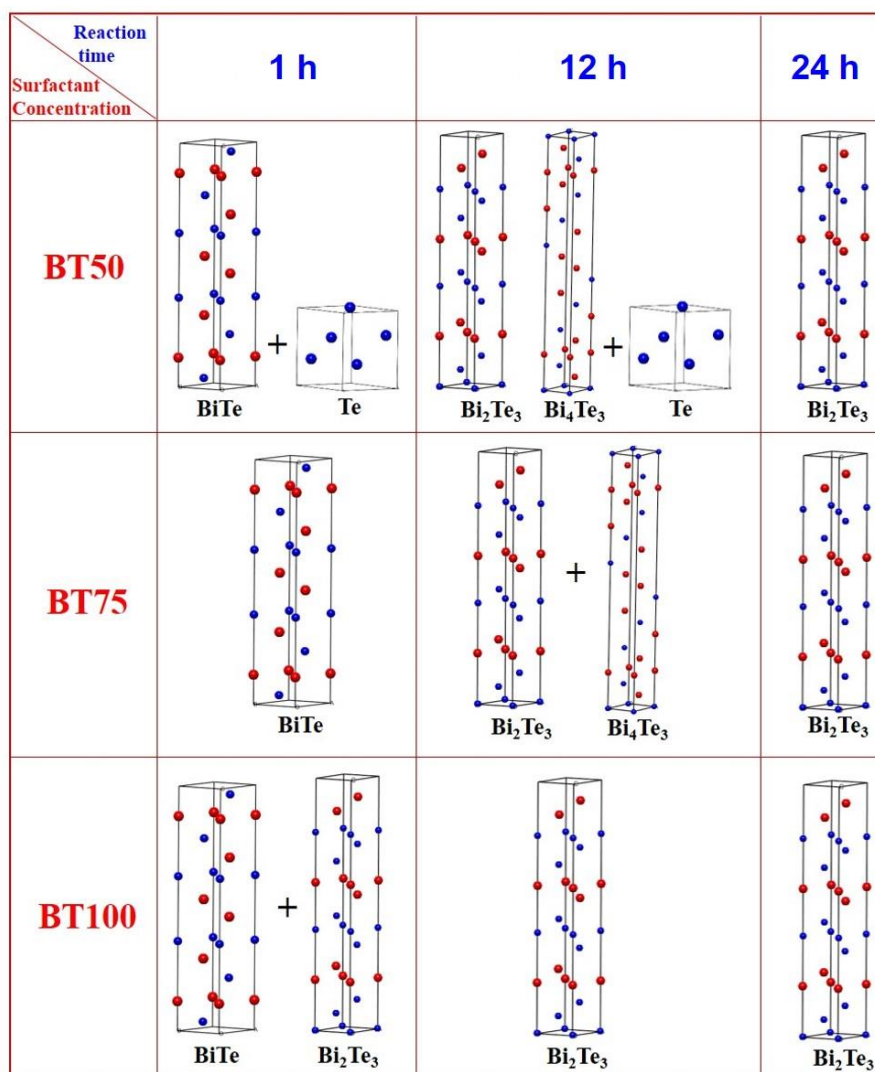 Reaction
time
Surfactant
Concentration
1 h
12 h
24 h
BT50
+
+
BiTe
Te
Bi₂Te₃
Bi₄Te₃
Te
Bi₂Te₃
BT75
+
BiTe
Bi₂Te₃
Bi₄Te₃
Bi₂Te₃
BT100
+
BiTe
Bi₂Te₃
Bi₂Te₃
Bi₂Te₃